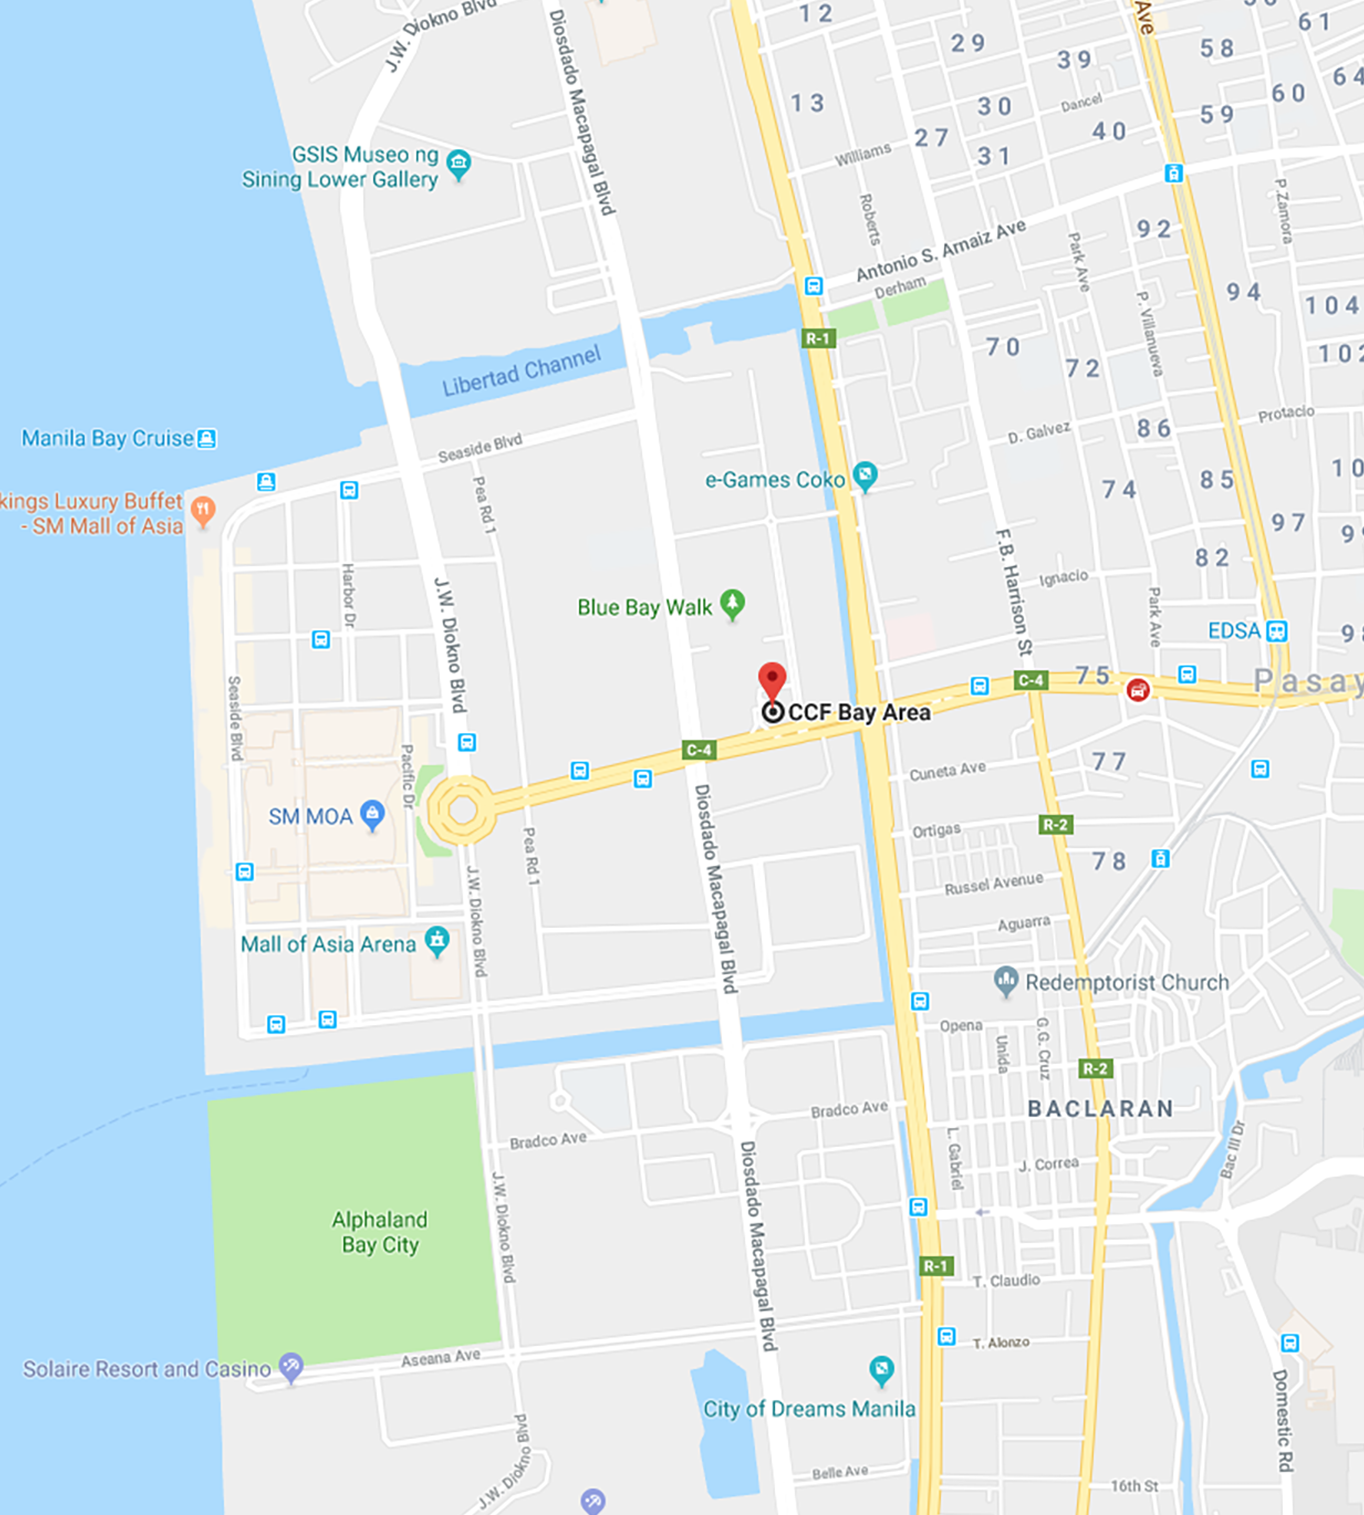 J.W. Diokno Blvd
Diosdado Macapagal Blvd
Ave
12
61
29
58
39
64
13
60
30
Dancel
59
27
40
31
Williams
GSIS Museo ng
Sining Lower Gallery
P. Zamora
Roberts
92
Antonio S. Arnaiz Ave
Park Ave
Derham
94
P. Villanueva
104
R-1
70
102
72
Libertad Channel
Protacio
Manila Bay Cruise
Seaside Blvd
D. Galvez
86
e-Games Coko
85
10
Pea Rd 1
74
kings Luxury Buffet
- SM Mall of Asia
97
F.B. Harrison St
82
Harbor Dr
J.W. Diokno Blvd
Ignacio
Park Ave
Blue Bay Walk
EDSA
Seaside Blvd
C-4
75
Pasay
CCF Bay Area
C-4
Pacific Dr
77
Cuneta Ave
SM MOA
Diosdado Macapagal Blvd
Ortigas
R-2
Pea Rd 1
78
Russel Avenue
J.W. Diokno Blvd
Aguarra
Mall of Asia Arena
Redemptorist Church
Opena
Unida
G.G. Cruz
R-2
Bradco Ave
BACLARAN
Bradco Ave
L. Gabriel
Bac III Dr
J. Correa
J.W. Diokno Blvd
Diosdado Macapagal Blvd
Alphaland
Bay City
R-1
T. Claudio
T. Alonzo
Aseana Ave
Solaire Resort and Casino
City of Dreams Manila
Domestic Rd
J.W. Diokno Blvd
Belle Ave
16th St